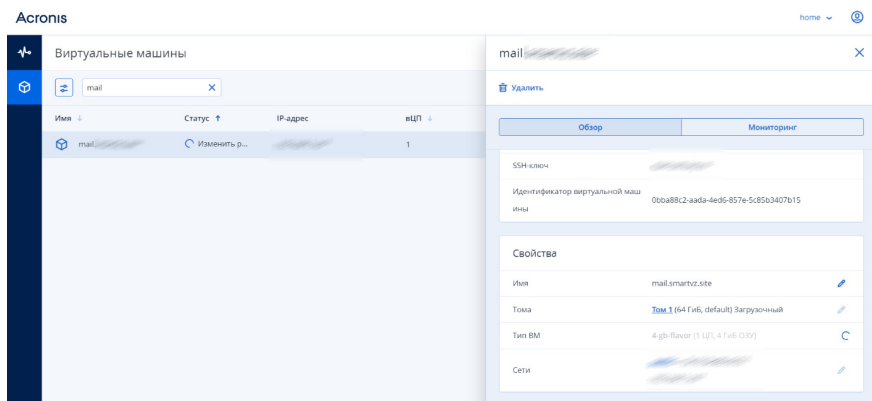 Acronis
home
Виртуальные машины
mail
mail
Удалить
Имя
Статус
IP-адрес
вЦП
Обзор
Мониторинг
mail.
Изменить р...
1
SSH-ключ
Идентификатор виртуальной маш
ины
0bba88c2-aada-4ed6-857e-5c85b3407b15
Свойства
Имя
mail.smartvz.site
Тома
Том 1 (64 ГиБ, default) Загрузочный
Тип ВМ
4-gb-flavor (1 ЦП, 4 ГиБ ОЗУ)
Сети